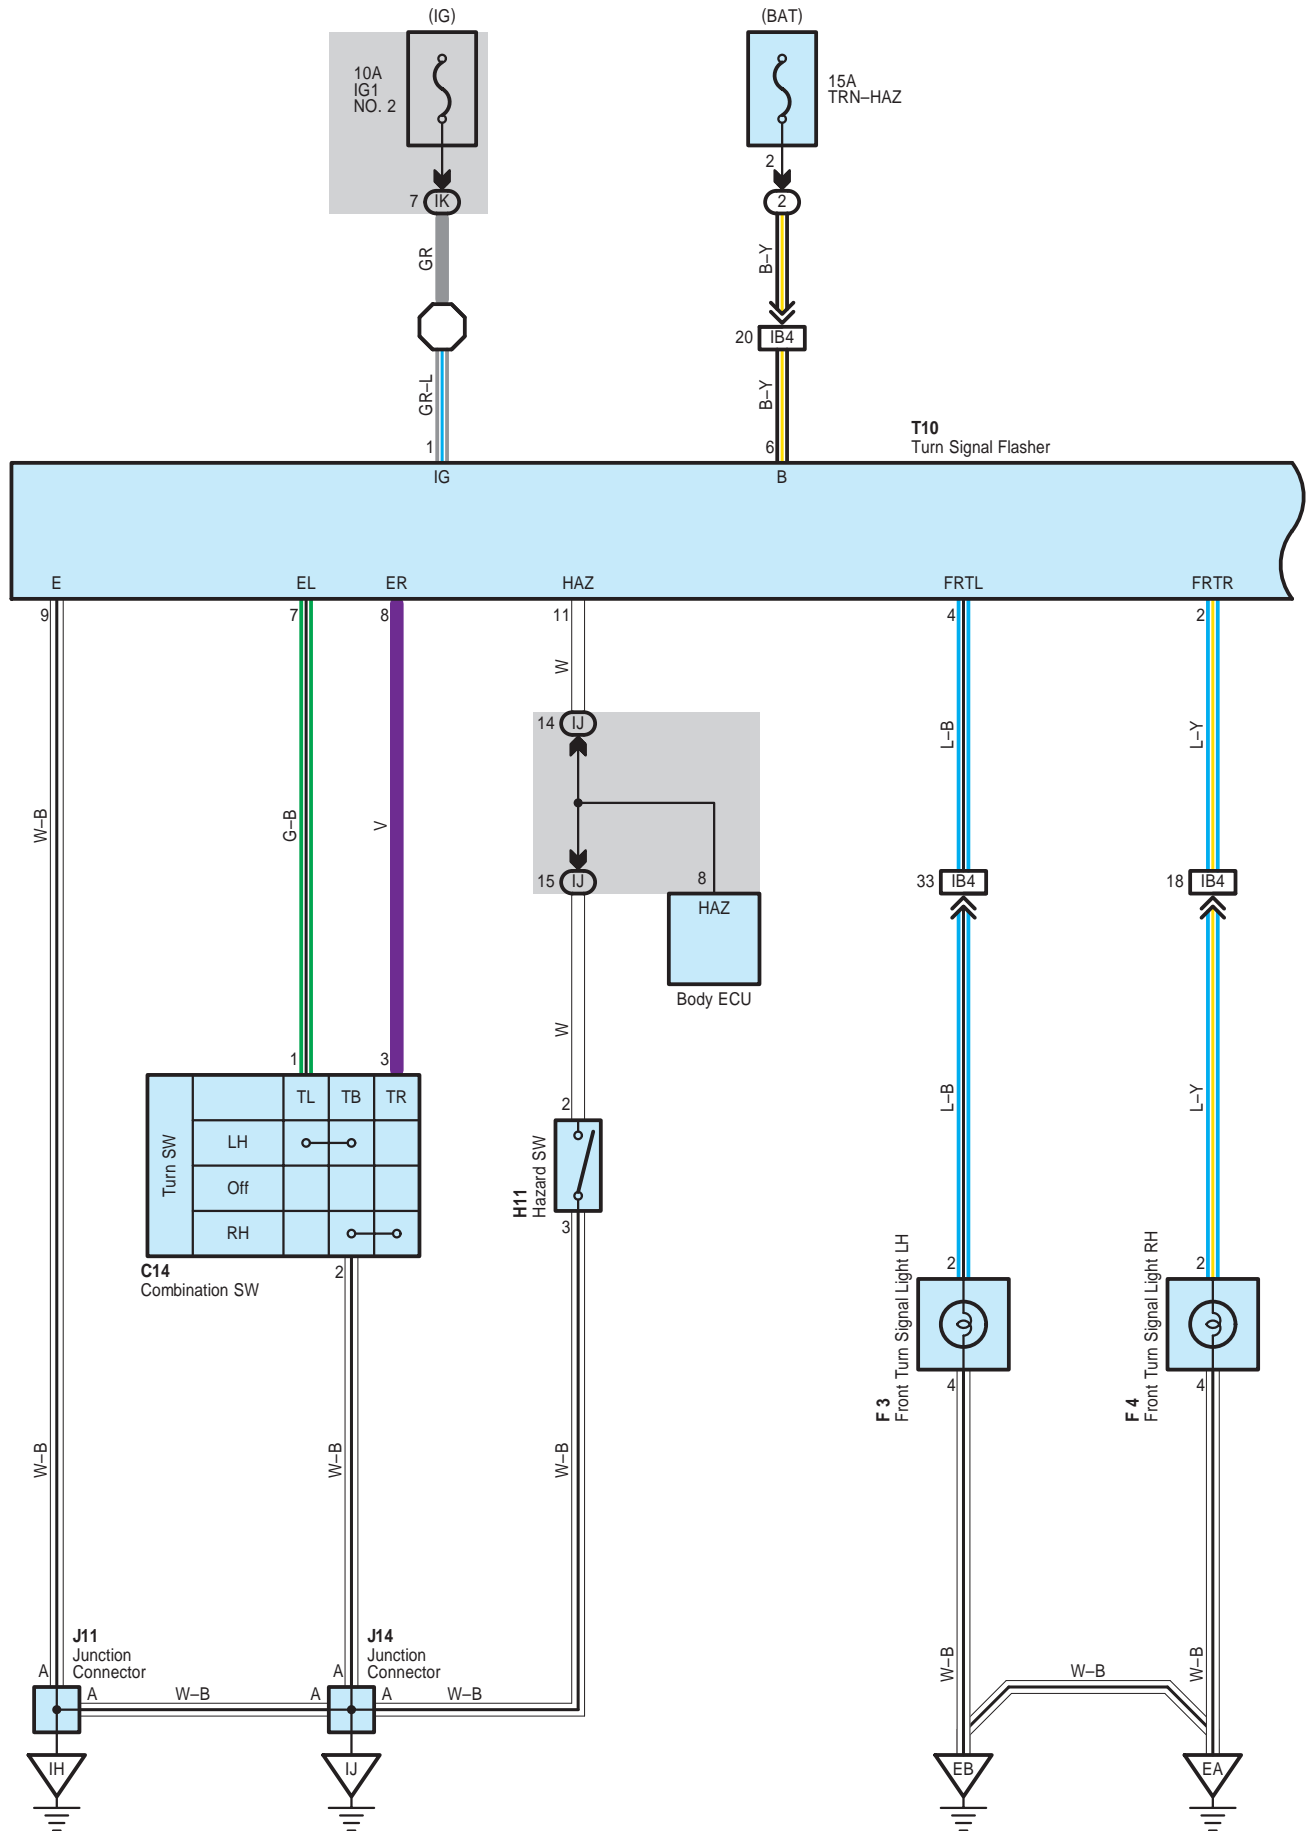 (IG)
(BAT)
10A
IG1
NO. 2
15A
TRN–HAZ
2
7
IK
2
GR
B–Y
20
IB4
GR–L
B–Y
1
6
T10
Turn Signal Flasher
IG
B
E
EL
ER
HAZ
FRTL
FRTR
9
7
8
11
4
2
W
14
IJ
L–B
L–Y
W–B
G–B
V
15
IJ
8
33
IB4
18
IB4
HAZ
Body ECU
W
1
3
2
L–B
L–Y
Turn SW
TL
TB
TR
LH
Off
RH
H11
Hazard SW
3
C14
Combination SW
2
2
2
F 3
Front Turn Signal Light LH
F 4
Front Turn Signal Light RH
4
4
W–B
W–B
W–B
J11
Junction
Connector
J14
Junction
Connector
W–B
W–B
W–B
A
A
A
W–B
A
A
W–B
IH
IJ
EB
EA